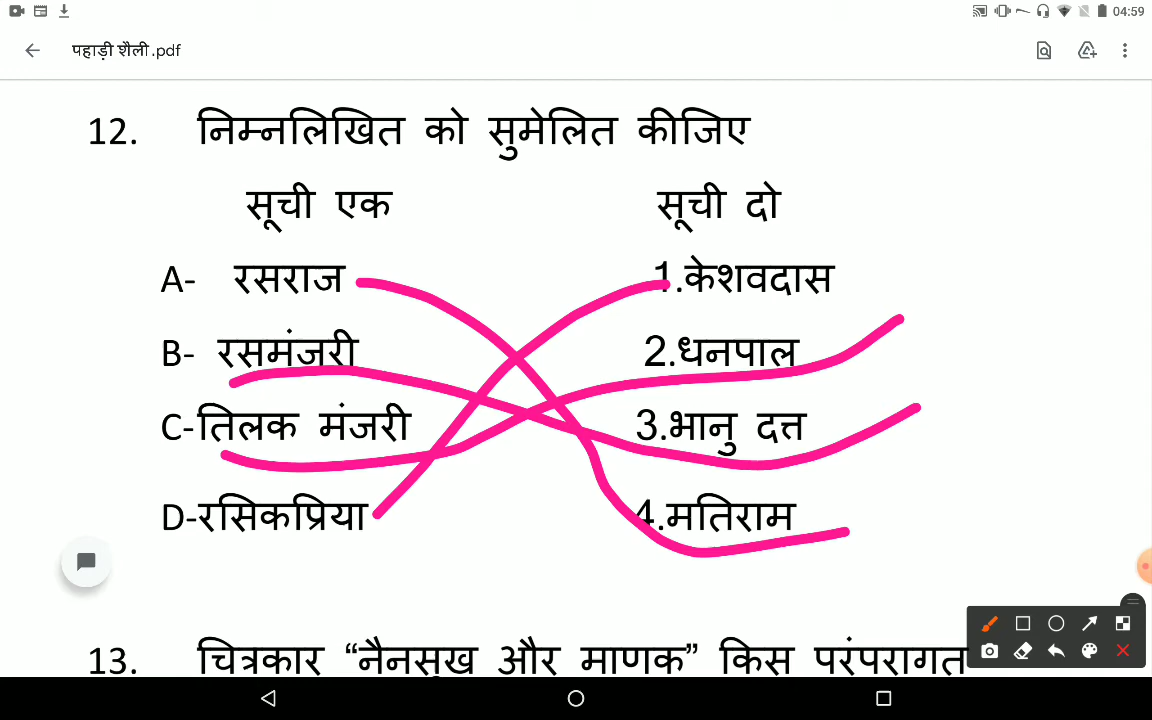 04:59
पहाड़ी शैली.pdf
12. निम्नलिखित को सुमेलित कीजिए
सूची एक सूची दो
A- रसराज 1.केशवदास
B- रसमंजरी 2.धनपाल
C-तिलक मंजरी 3.भानु दत्त
D-रसिकप्रिया 4.मतिराम
13. चित्रकार “नैनसुख और माणक” किस परंपरागत